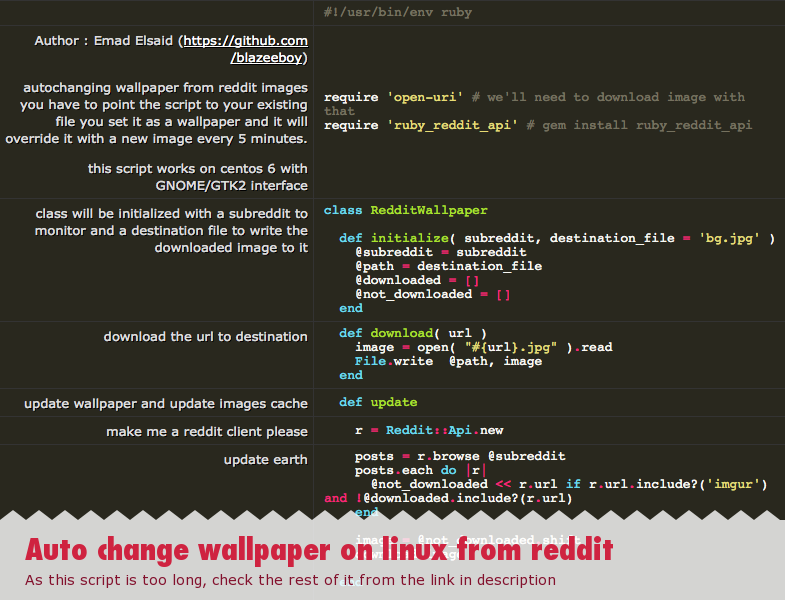 #!/usr/bin/env ruby
Author : Emad Elsaid (https://github.com
/blazeeboy)
autochanging wallpaper from reddit images
you have to point the script to your existing
file you set it as a wallpaper and it will
override it with a new image every 5 minutes.
this script works on centos 6 with
GNOME/GTK2 interface
require 'open-uri' # we'll need to download image with
that
require 'ruby_reddit_api' # gem install ruby_reddit_api
class will be initialized with a subreddit to
monitor and a destination file to write the
downloaded image to it
class RedditWallpaper
def initialize( subreddit, destination_file = 'bg.jpg' )
@subreddit = subreddit
@path = destination_file
@downloaded = []
@not_downloaded = []
end
download the url to destination
def download( url )
image = open( "#{url}.jpg" ).read
File.write  @path, image
end
update wallpaper and update images cache
def update
make me a reddit client please
r = Reddit::Api.new
update earth
posts = r.browse @subreddit
posts.each do |r|
@not_downloaded << r.url if r.url.include?('imgur')
and !@downloaded.include?(r.url)
end
@not_downloaded.shift
Auto change wallpaper on linux from reddit
As this script is too long, check the rest of it from the link in description